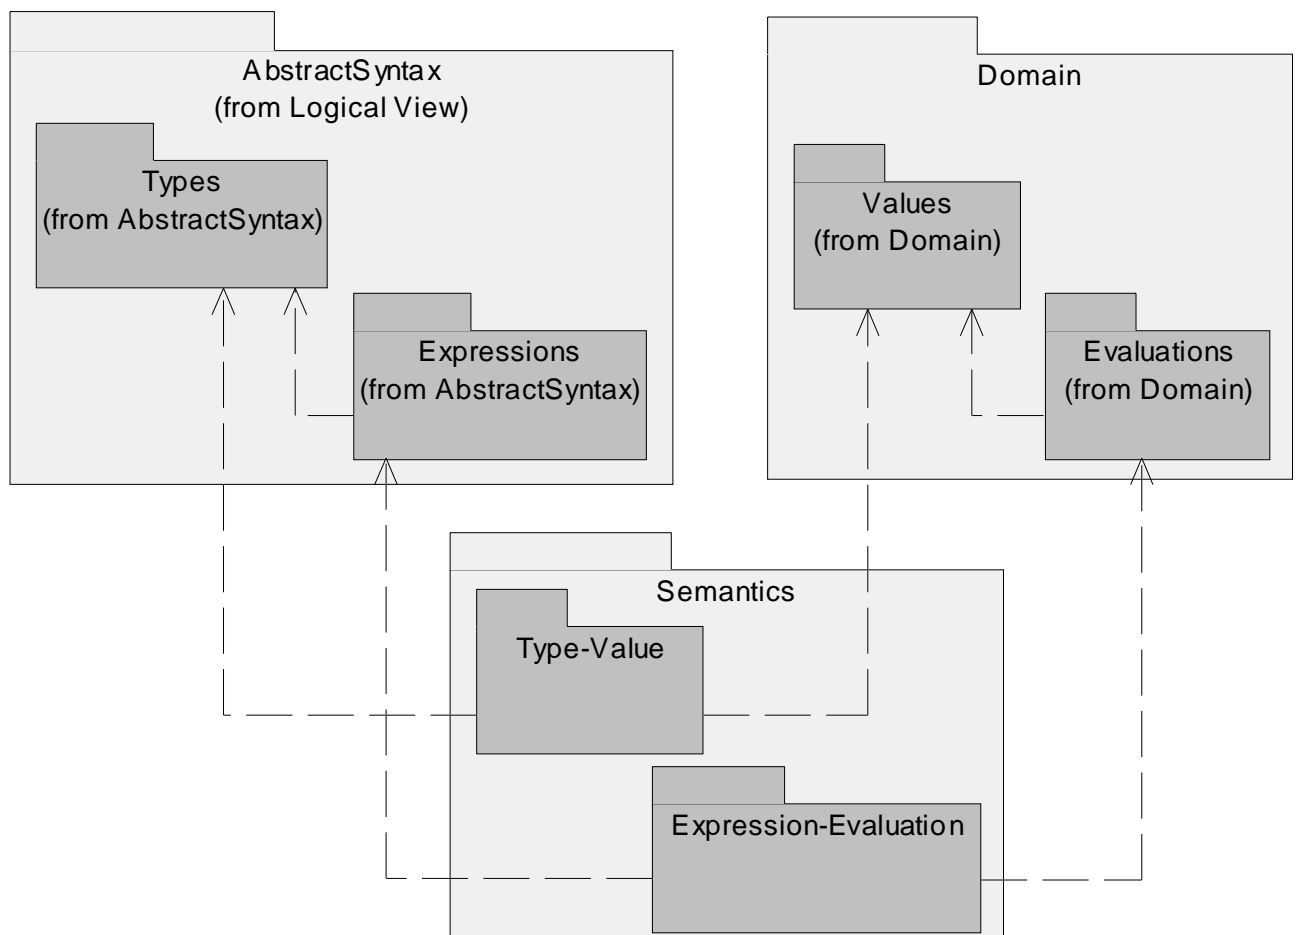 AbstractSyntax
(from Logical View)
Types
(from AbstractSyntax)
Expressions
(from AbstractSyntax)
Domain
Values
(from Domain)
Evaluations
(from Domain)
Semantics
Type-Value
Expression-Evaluation